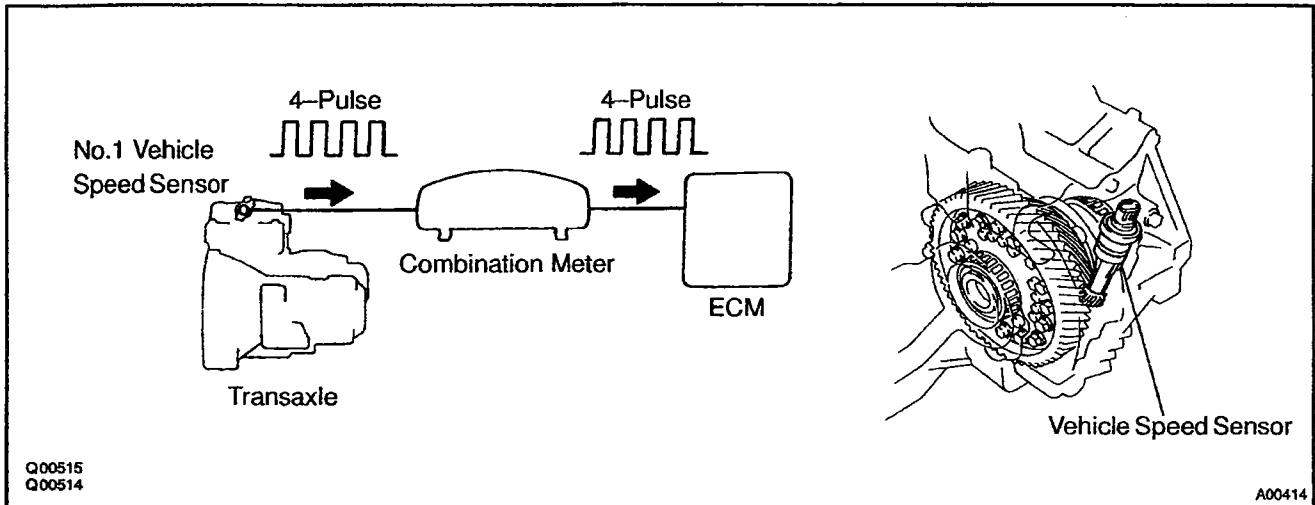 4–Pulse
4–Pulse
No.1 Vehicle
Speed Sensor
Combination Meter
ECM
Transaxle
Vehicle Speed Sensor
Q00515
Q00514
A00414